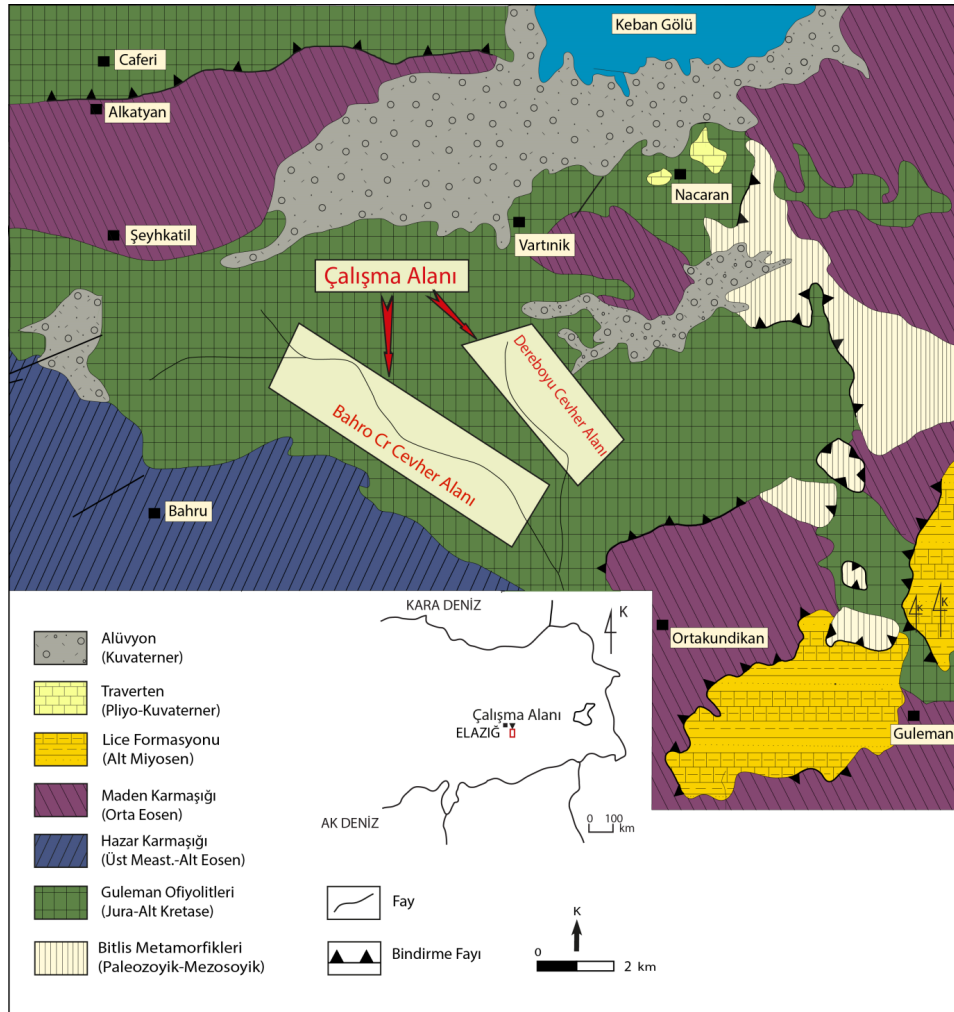 Keban Gölü
Caferi
Alkatyan
Nacaran
Şeyhkatil
Vartınik
Çalışma Alanı
Dereboyu Cevher Alanı
Bahro Cr Cevher Alanı
Bahru
KARA DENİZ
K
K
K
Ortakundikan
Alüvyon
(Kuvaterner)
Traverten
(Pliyo-Kuvaterner)
Çalışma Alanı
ELAZIĞ
Guleman
Lice Formasyonu
(Alt Miyosen)
Maden Karmaşığı
(Orta Eosen)
AK DENİZ
0 100
km
Hazar Karmaşığı
(Üst Meast.-Alt Eosen)
Guleman Ofiyolitleri
(Jura-Alt Kretase)
Fay
K
Bitlis Metamorfikleri
(Paleozoyik-Mezosoyik)
Bindirme Fayı
0
2 km